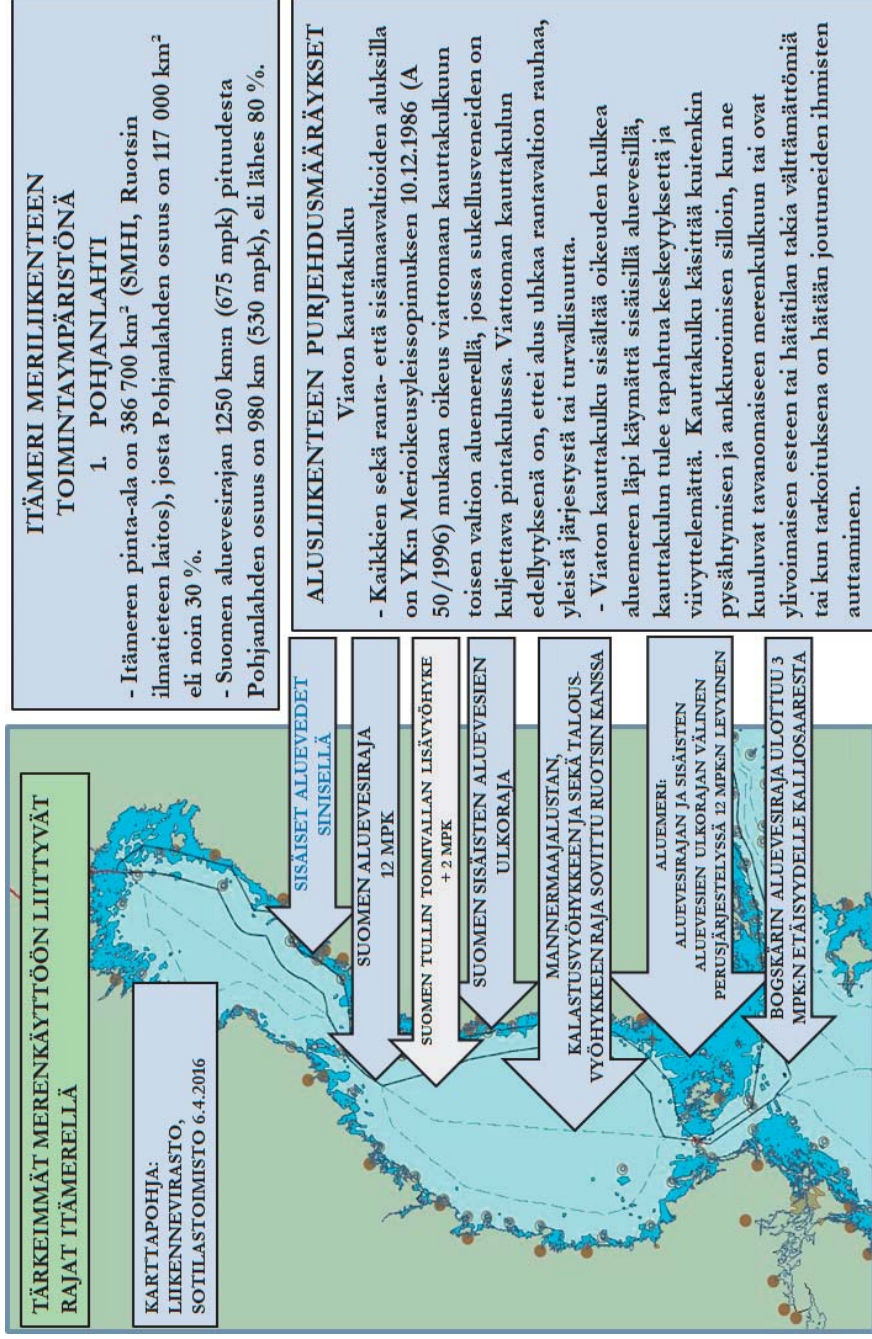 TÄRKEIMMÄT MERENKÄYTTÖÖN LIITTYVÄT
RAJAT ITÄMERELLÄ
KARTTAPOHJA:
LIIKENNEVIRASTO,
SOTILASTOIMISTO 6.4.2016
SISÄISET ALUEVEDET
SINISELLÄ
SUOMEN ALUEVESIRAJA
12 MPK
SUOMEN TULLIN TOIMIVALLAN LISÄVYÖHYKE
+ 2 MPK
SUOMEN SISÄISTEN ALUEVESIEN
ULKORAJA
MANNERMAAJALUSTAN,
KALASTUSVYÖHYKKEEN JA SEKÄ TALOUS-
VYÖHYKKEEN RAJA SOVITTU RUOTSIN KANSSA
ALUEMERI:
ALUEVESIRAJAN JA SISÄISTEN
ALUEVESIEN ULKORAJAN VÄLINEN
PERUSJÄRJESTELYSSÄ 12 MPK:N LEVYINEN
BOGSKÄRIN ALUEVESIRAJA ULOTTUU 3
MPK:N ETÄISYYDELLE KALLIOSAARESTA
ITÄMERI MERILIIKENTEEN
TOIMINTAYMPÄRISTÖNÄ
1. POHJANLAHTI
- Itämeren pinta-ala on 386 700 km² (SMHI, Ruotsin
ilmatieteen laitos), josta Pohjanlahden osuus on 117 000 km²
eli noin 30 %.
- Suomen aluevesirajan 1250 km:n (675 mpk) pituudesta
Pohjanlahden osuus on 980 km (530 mpk), eli lähes 80 %.
ALUSLIIKENTEEN PURJEHDUSMÄÄRÄYKSET
Viaton kauttakulku
- Kaikkien sekä ranta- että sisämaavaltioiden aluksilla
on YK:n Merioikeusyleissopimuksen 10.12.1986 (A
50/1996) mukaan oikeus viattomaan kauttakulkuun
toisen valtion aluemerellä, jossa sukellusveneiden on
kuljettava pintakulussa. Viattoman kauttakulun
edellytyksenä on, ettei alus uhkaa rantavaltion rauhaa,
yleistä järjestystä tai turvallisuutta.
- Viaton kauttakulku sisältää oikeuden kulkea
aluemeren läpi käymättä sisäisillä aluevesillä,
kauttakulun tulee tapahtua keskeytyksettä ja
viivyttelemättä. Kauttakulku käsittää kuitenkin
pysähtymisen ja ankkuroimisen silloin, kun ne
kuuluvat tavanomaiseen merenkulkuun tai ovat
ylivoimaisen esteen tai hätätilan takia välttämättömiä
tai kun tarkoituksena on hätään joutuneiden ihmisten
auttaminen.